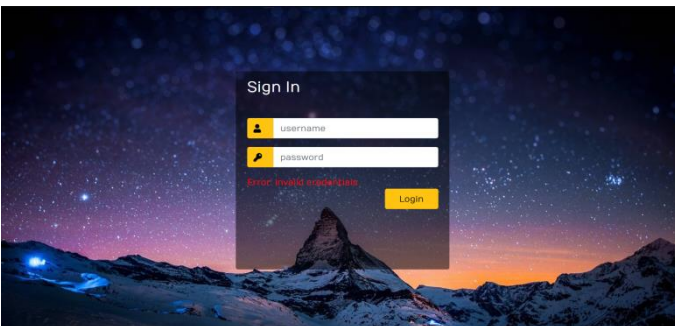 Sign In
username
password
Error: invalid credentials
Login